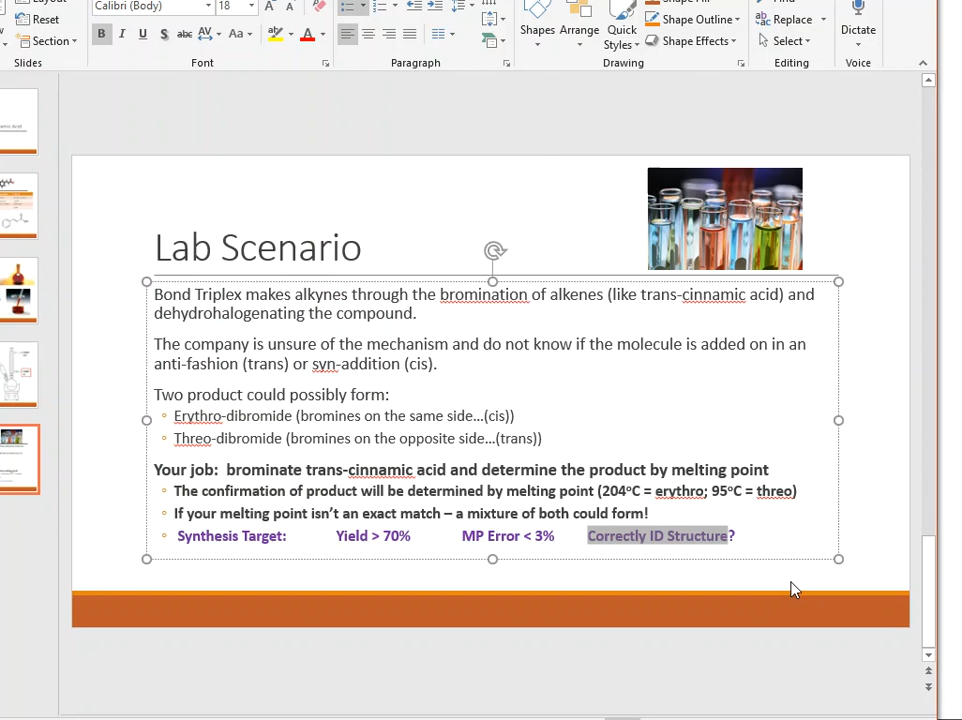 Reset
Section
Slides
Calibri (Body)
18
B I U S abc AV Aa A
Font
Paragraph
Shapes
Arrange
Quick
Styles
Shape Outline
Shape Effects
Drawing
Replace
Select
Editing
Dictate
Voice
Lab Scenario
Bond Triplex makes alkynes through the bromination of alkenes (like trans-cinnamic acid) and
dehydrohalogenating the compound.
The company is unsure of the mechanism and do not know if the molecule is added on in an
anti-fashion (trans) or syn-addition (cis).
Two product could possibly form:
Erythro-dibromide (bromines on the same side...(cis))
Threo-dibromide (bromines on the opposite side...(trans))
Your job:  brominate trans-cinnamic acid and determine the product by melting point
The confirmation of product will be determined by melting point (204°C = erythro; 95°C = threo)
If your melting point isn't an exact match – a mixture of both could form!
Synthesis Target: Yield > 70% MP Error < 3% Correctly ID Structure?